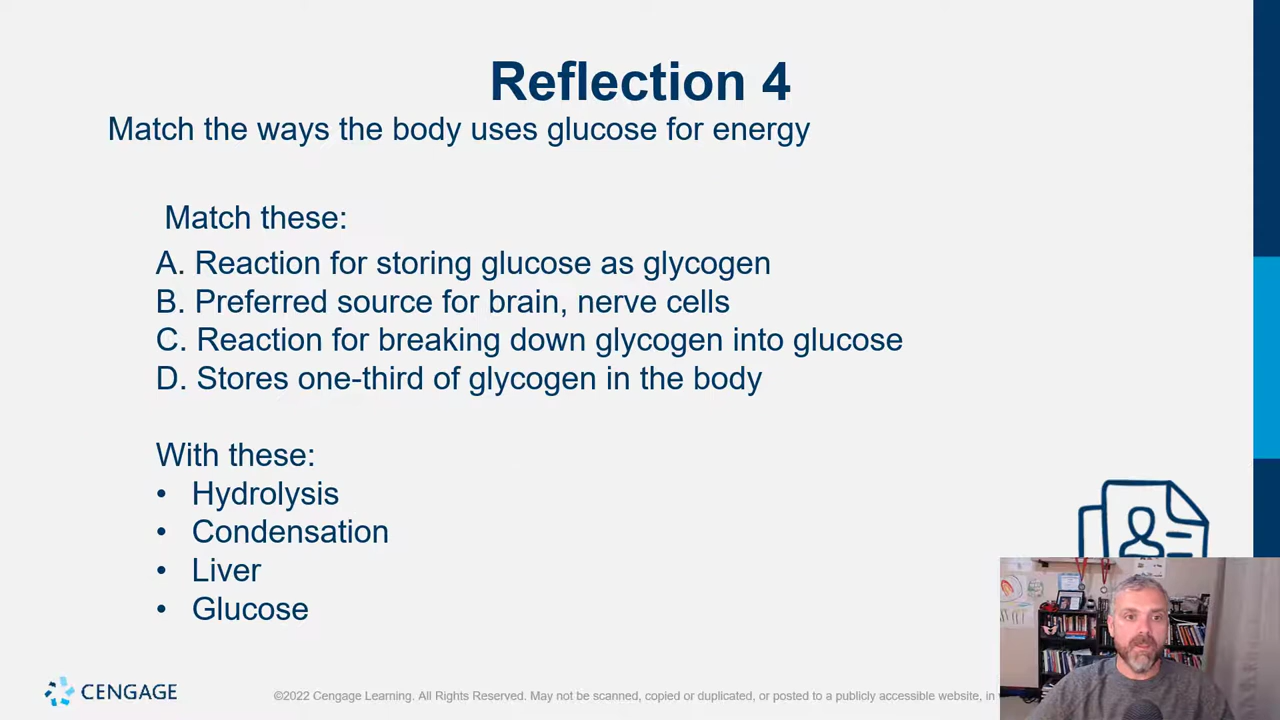 Reflection 4
Match the ways the body uses glucose for energy
Match these:
A. Reaction for storing glucose as glycogen
B. Preferred source for brain, nerve cells
C. Reaction for breaking down glycogen into glucose
D. Stores one-third of glycogen in the body
With these:
• Hydrolysis
• Condensation
• Liver
• Glucose
CENGAGE
©2022 Cengage Learning. All Rights Reserved. May not be scanned, copied or duplicated, or posted to a publicly accessible website, in